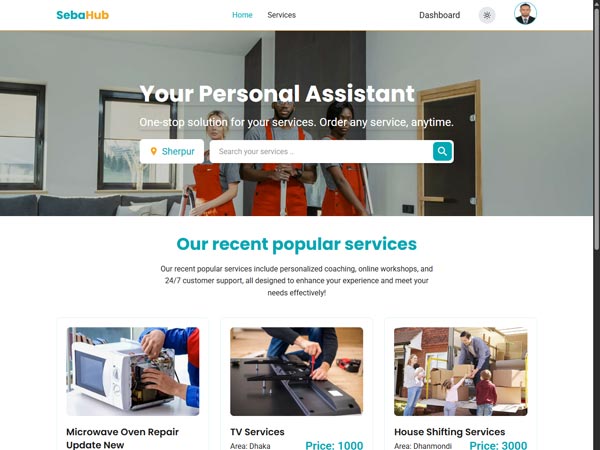 SebaHub
Home
Services
Dashboard
Your Personal Assistant
One-stop solution for your services. Order any service, anytime.
Sherpur
Search your services ..
Our recent popular services
Our recent popular services include personalized coaching, online workshops, and
24/7 customer support, all designed to enhance your experience and meet your
needs effectively!
Microwave Oven Repair
Update New
TV Services
Area: Dhaka
Price: 1000
House Shifting Services
Area: Dhanmondi
Price: 3000